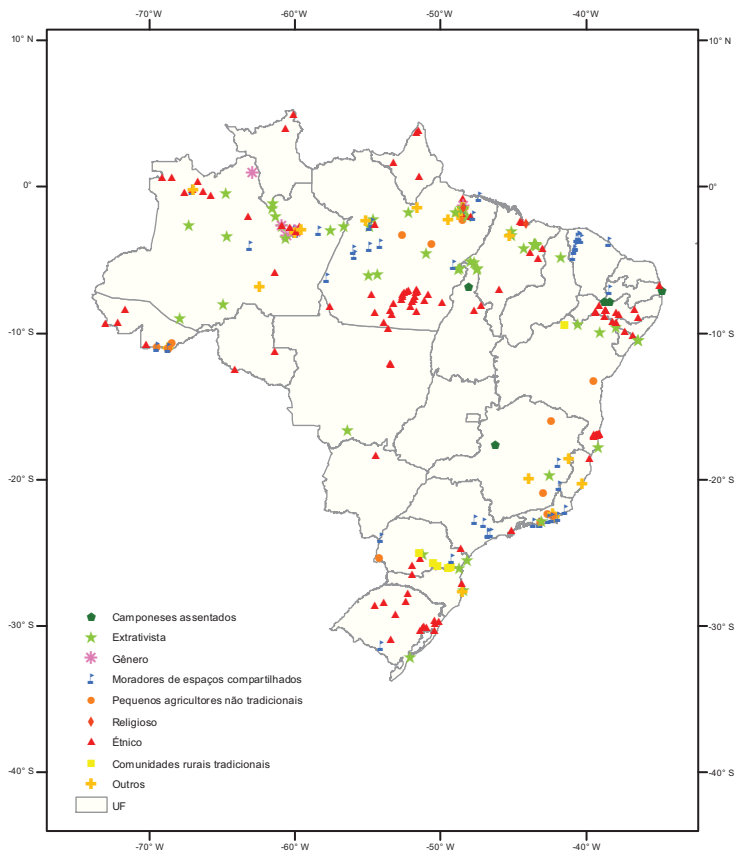 -70° W -60° W -50° W -40° W
10° N 10° N
0° 0°
-10° S -10° S
-20° S -20° S
-30° S -30° S
-40° S -40° S
Camponeses assentados
Extrativista
Gênero
Moradores de espaços compartilhados
Pequenos agricultores não tradicionais
Religioso
Étnico
Comunidades rurais tradicionais
Outros
UF
-70° W -60° W -50° W -40° W